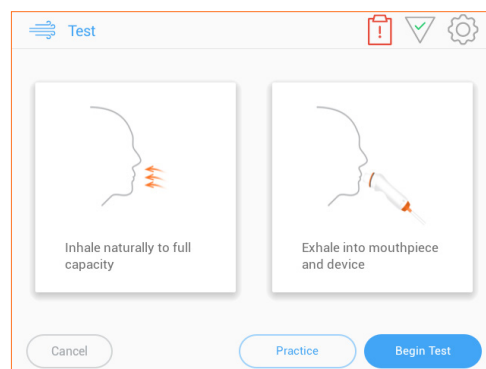 Test
Inhale naturally to full
capacity
Exhale into mouthpiece
and device
Cancel
Practice
Begin Test